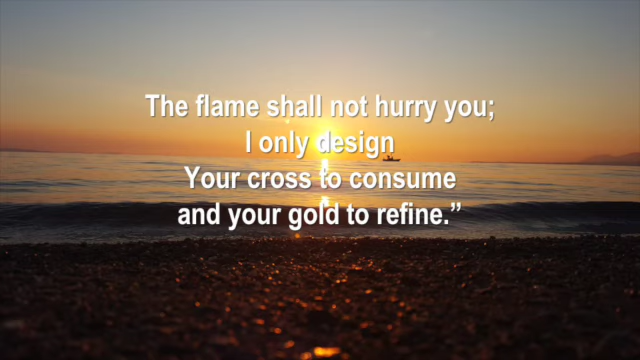 The flame shall not hurry you;
I only design
Your cross to consume
and your gold to refine.”